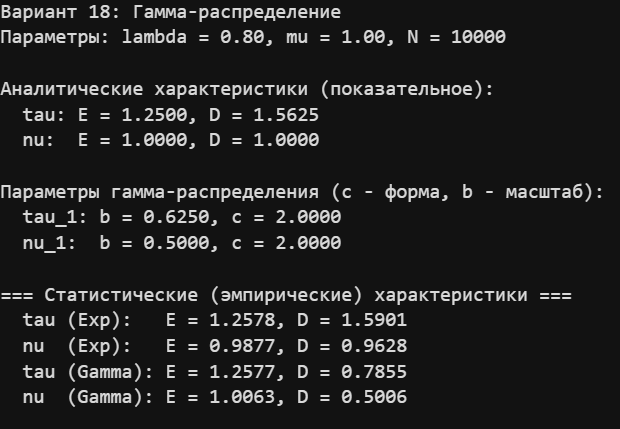 Вариант 18: Гамма-распределение
Параметры: lambda = 0.80, mu = 1.00, N = 10000
Аналитические характеристики (показательное):
tau: E = 1.2500, D = 1.5625
nu: E = 1.0000, D = 1.0000
Параметры гамма-распределения (c - форма, b - масштаб):
tau_1: b = 0.6250, c = 2.0000
nu_1: b = 0.5000, c = 2.0000
=== Статистические (эмпирические) характеристики ===
tau (Exp): E = 1.2578, D = 1.5901
nu (Exp): E = 0.9877, D = 0.9628
tau (Gamma): E = 1.2577, D = 0.7855
nu (Gamma): E = 1.0063, D = 0.5006